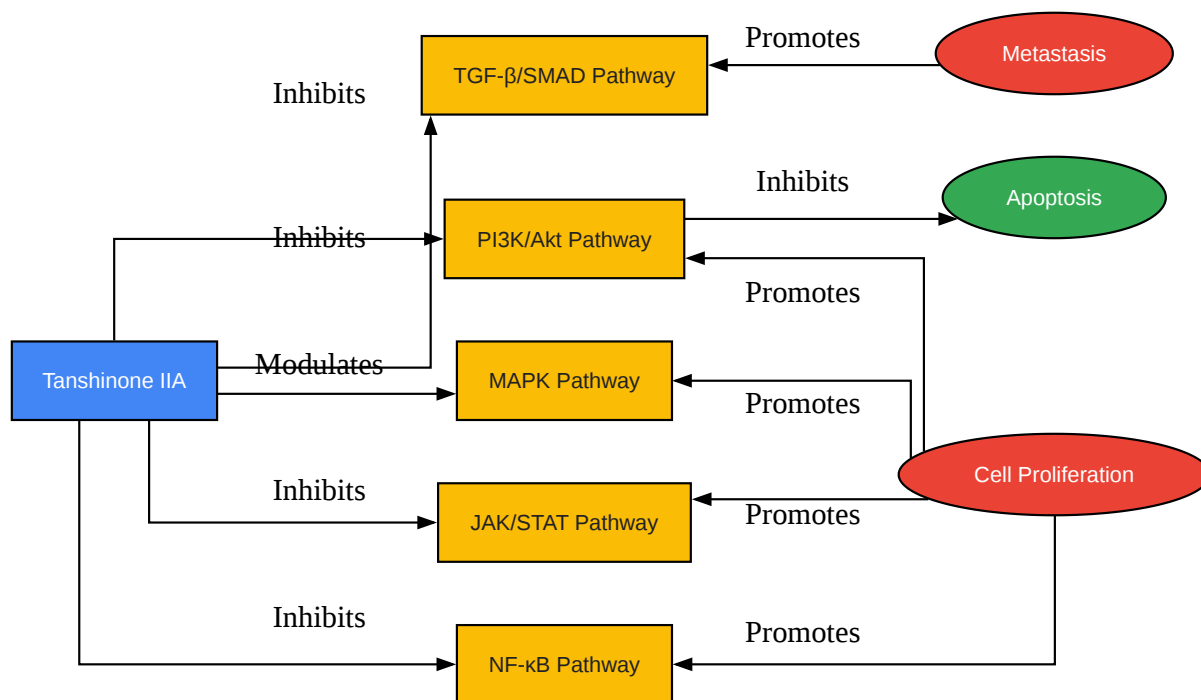 Promotes
Metastasis
TGF-β/SMAD Pathway
Inhibits
Inhibits
Apoptosis
Inhibits
PI3K/Akt Pathway
Promotes
Modulates
Tanshinone IIA
MAPK Pathway
Promotes
Cell Proliferation
Inhibits
Promotes
JAK/STAT Pathway
Inhibits
Promotes
NF-κB Pathway